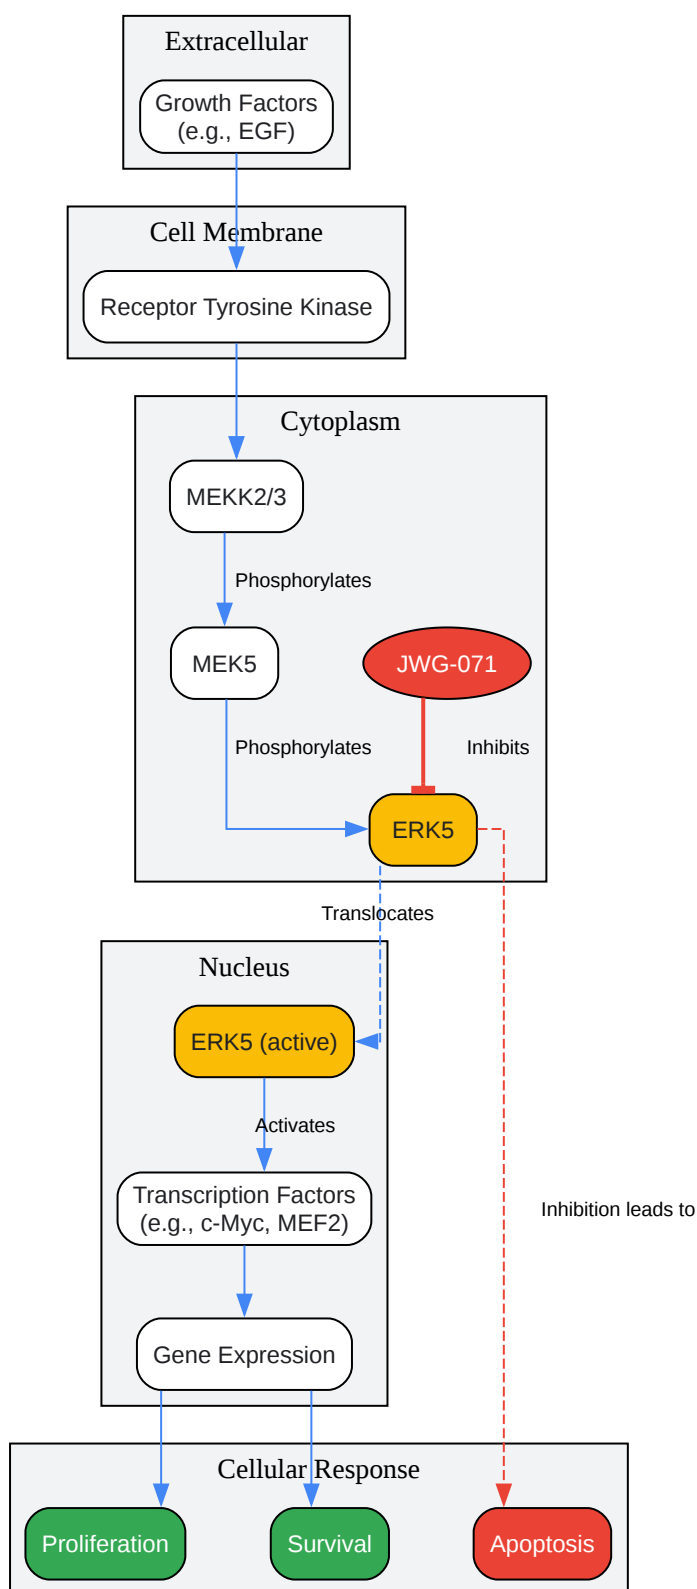 Extracellular
Growth Factors
(e.g., EGF)
Cell Membrane
Receptor Tyrosine Kinase
Cytoplasm
MEKK2/3
Phosphorylates
MEK5
JWG-071
Phosphorylates
Inhibits
ERK5
Translocates
Nucleus
ERK5 (active)
Activates
Transcription Factors
(e.g., c-Myc, MEF2)
Inhibition leads to
Gene Expression
Cellular Response
Proliferation
Survival
Apoptosis